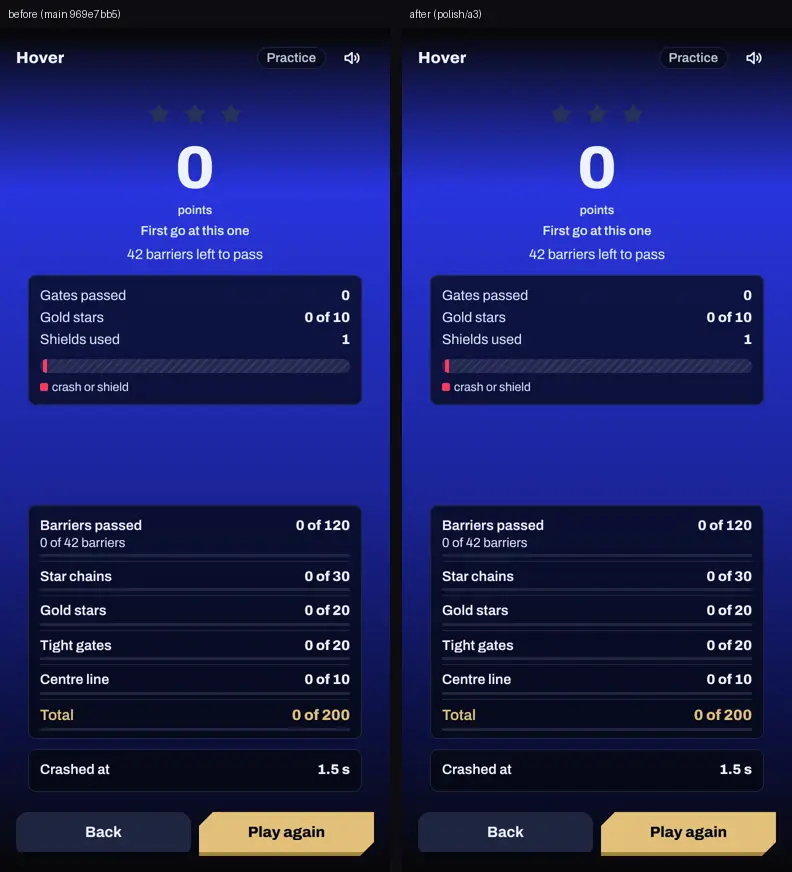 before (main 969e7bb5)
Hover
Practice
0
points
First go at this one
42 barriers left to pass
Gates passed 0
Gold stars 0 of 10
Shields used 1
crash or shield
Barriers passed 0 of 120
0 of 42 barriers
Star chains 0 of 30
Gold stars 0 of 20
Tight gates 0 of 20
Centre line 0 of 10
Total 0 of 200
Crashed at 1.5 s
Back
Play again
after (polish/a3)
Hover
Practice
0
points
First go at this one
42 barriers left to pass
Gates passed 0
Gold stars 0 of 10
Shields used 1
crash or shield
Barriers passed 0 of 120
0 of 42 barriers
Star chains 0 of 30
Gold stars 0 of 20
Tight gates 0 of 20
Centre line 0 of 10
Total 0 of 200
Crashed at 1.5 s
Back
Play again